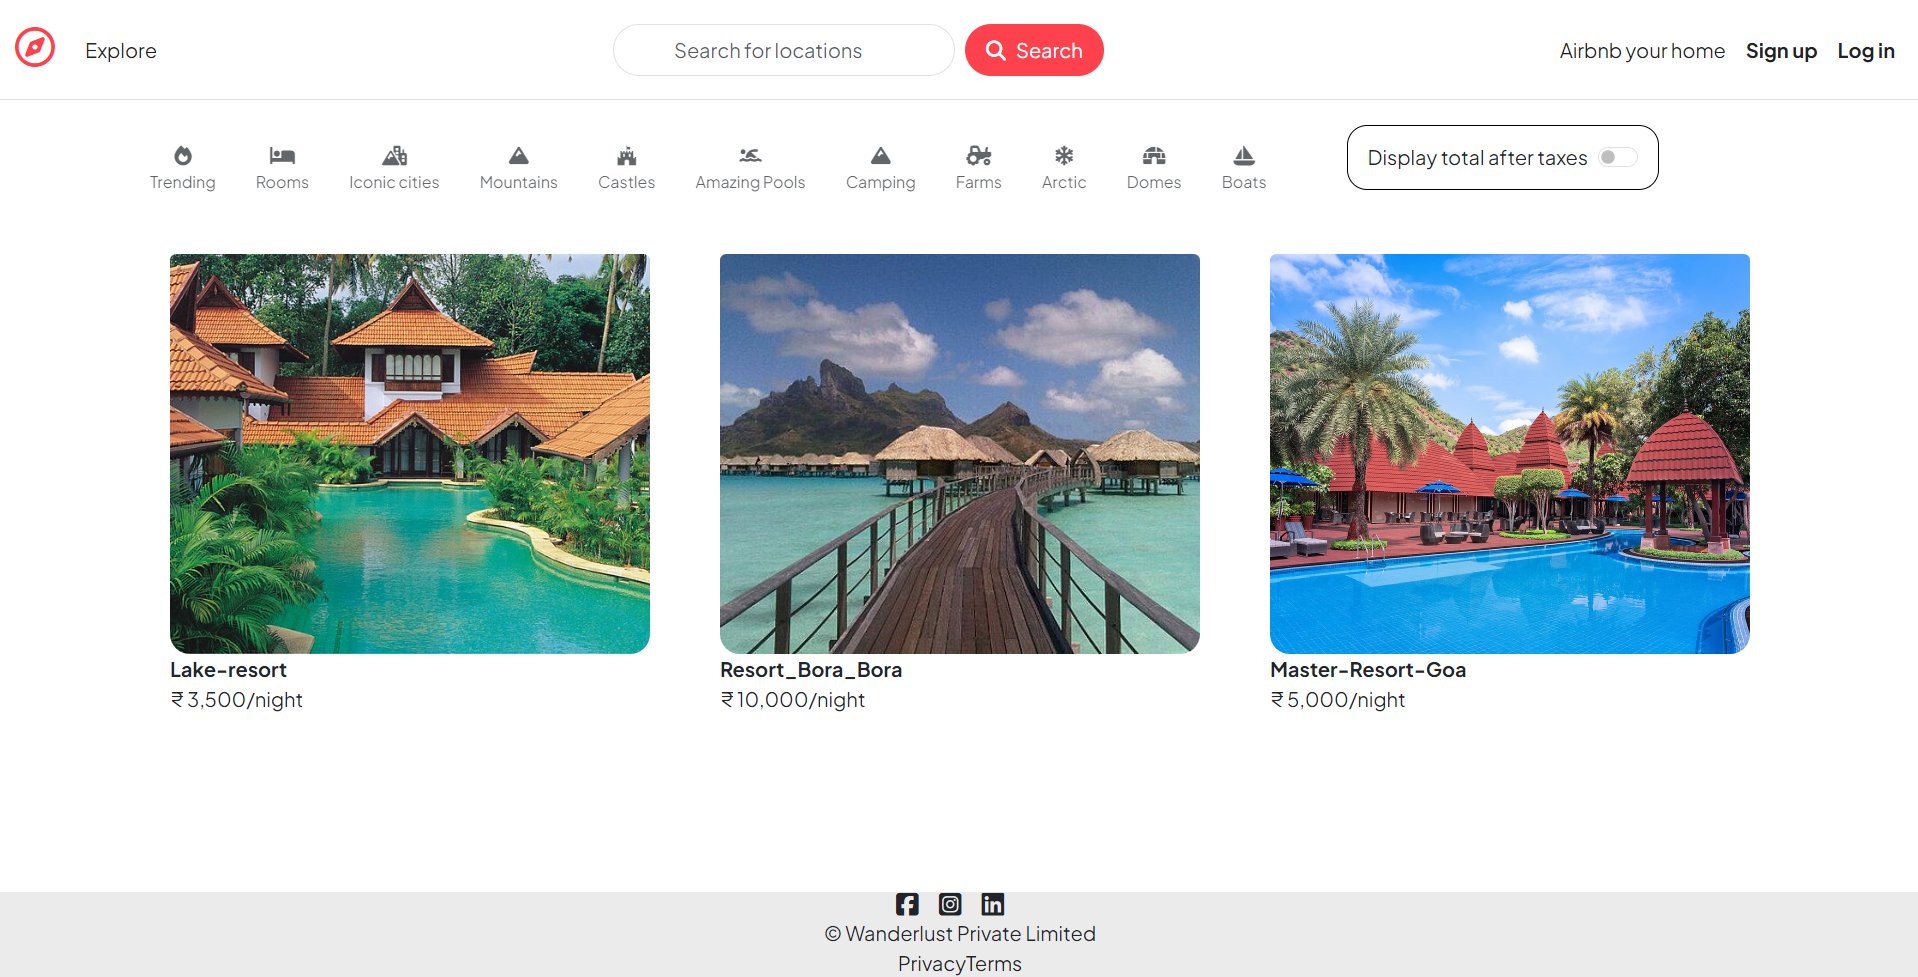 Explore
Search for locations
Search
Airbnb your home
Sign up
Log in
Trending
Rooms
Iconic cities
Mountains
Castles
Amazing Pools
Camping
Farms
Arctic
Domes
Boats
Display total after taxes
Lake-resort
₹ 3,500/night
Resort_Bora_Bora
₹ 10,000/night
Master-Resort-Goa
₹ 5,000/night
© Wanderlust Private Limited
PrivacyTerms